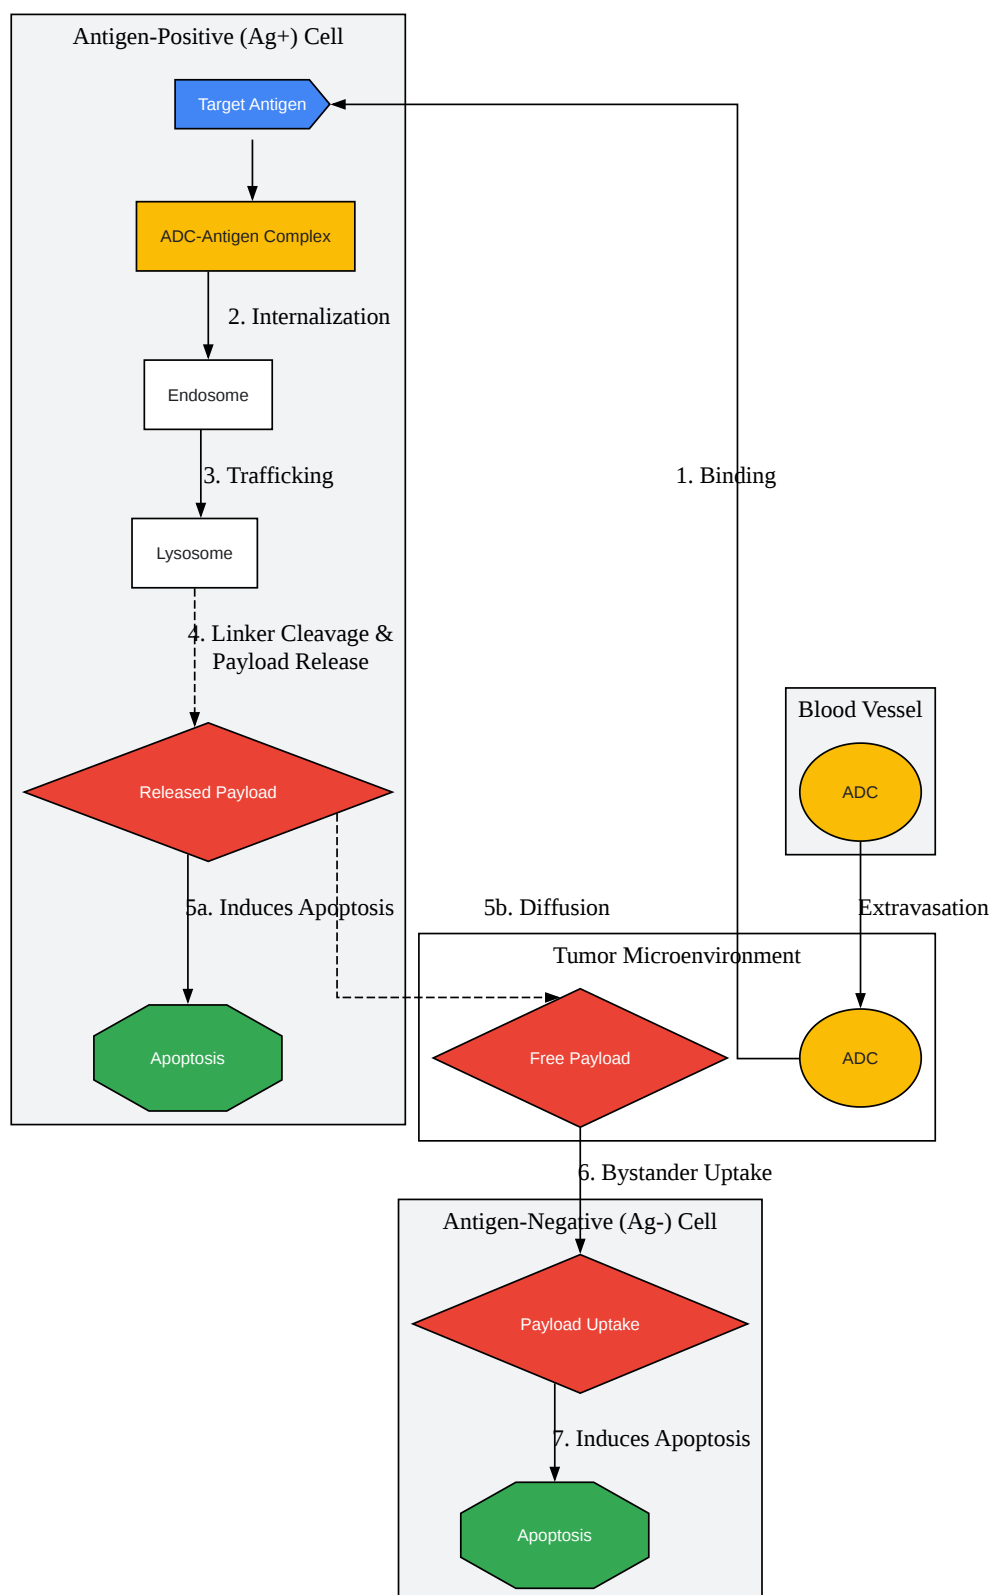 Antigen-Positive (Ag+) Cell
Target Antigen
ADC-Antigen Complex
2. Internalization
Endosome
3. Trafficking
1. Binding
Lysosome
4. Linker Cleavage &
Payload Release
Blood Vessel
Released Payload
ADC
5a. Induces Apoptosis
5b. Diffusion
Extravasation
Tumor Microenvironment
Apoptosis
Free Payload
ADC
6. Bystander Uptake
Antigen-Negative (Ag-) Cell
Payload Uptake
7. Induces Apoptosis
Apoptosis